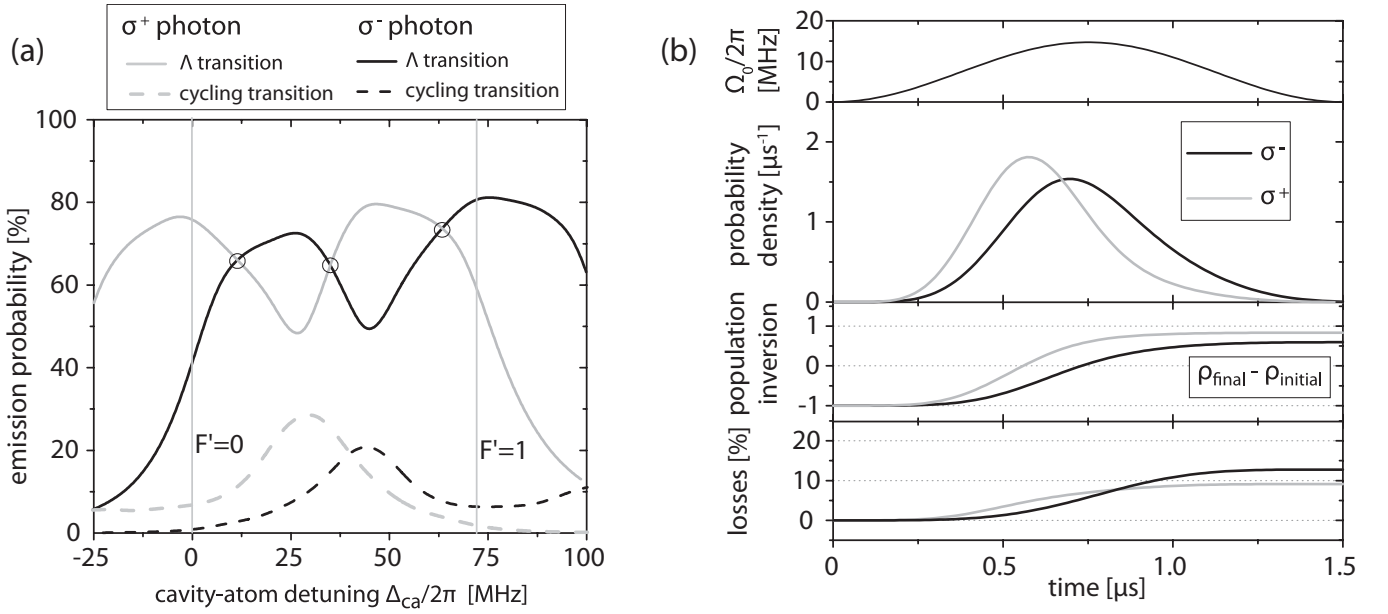 (a)
σ+ photon σ- photon
Λ transition Λ transition
cycling transition cycling transition
100
80
60
40
20
0
emission probability [%]
F'=0
F'=1
-25 0 25 50 75 100
cavity-atom detuning Δca/2π [MHz]
(b)
Ω0/2π
[MHz]
20
15
10
5
0
probability
density [μs-1]
2
1
0
σ-
σ+
population
inversion
1
0
-1
ρfinal - ρinitial
losses [%]
20
10
0
0 0.5 1.0 1.5
time [μs]